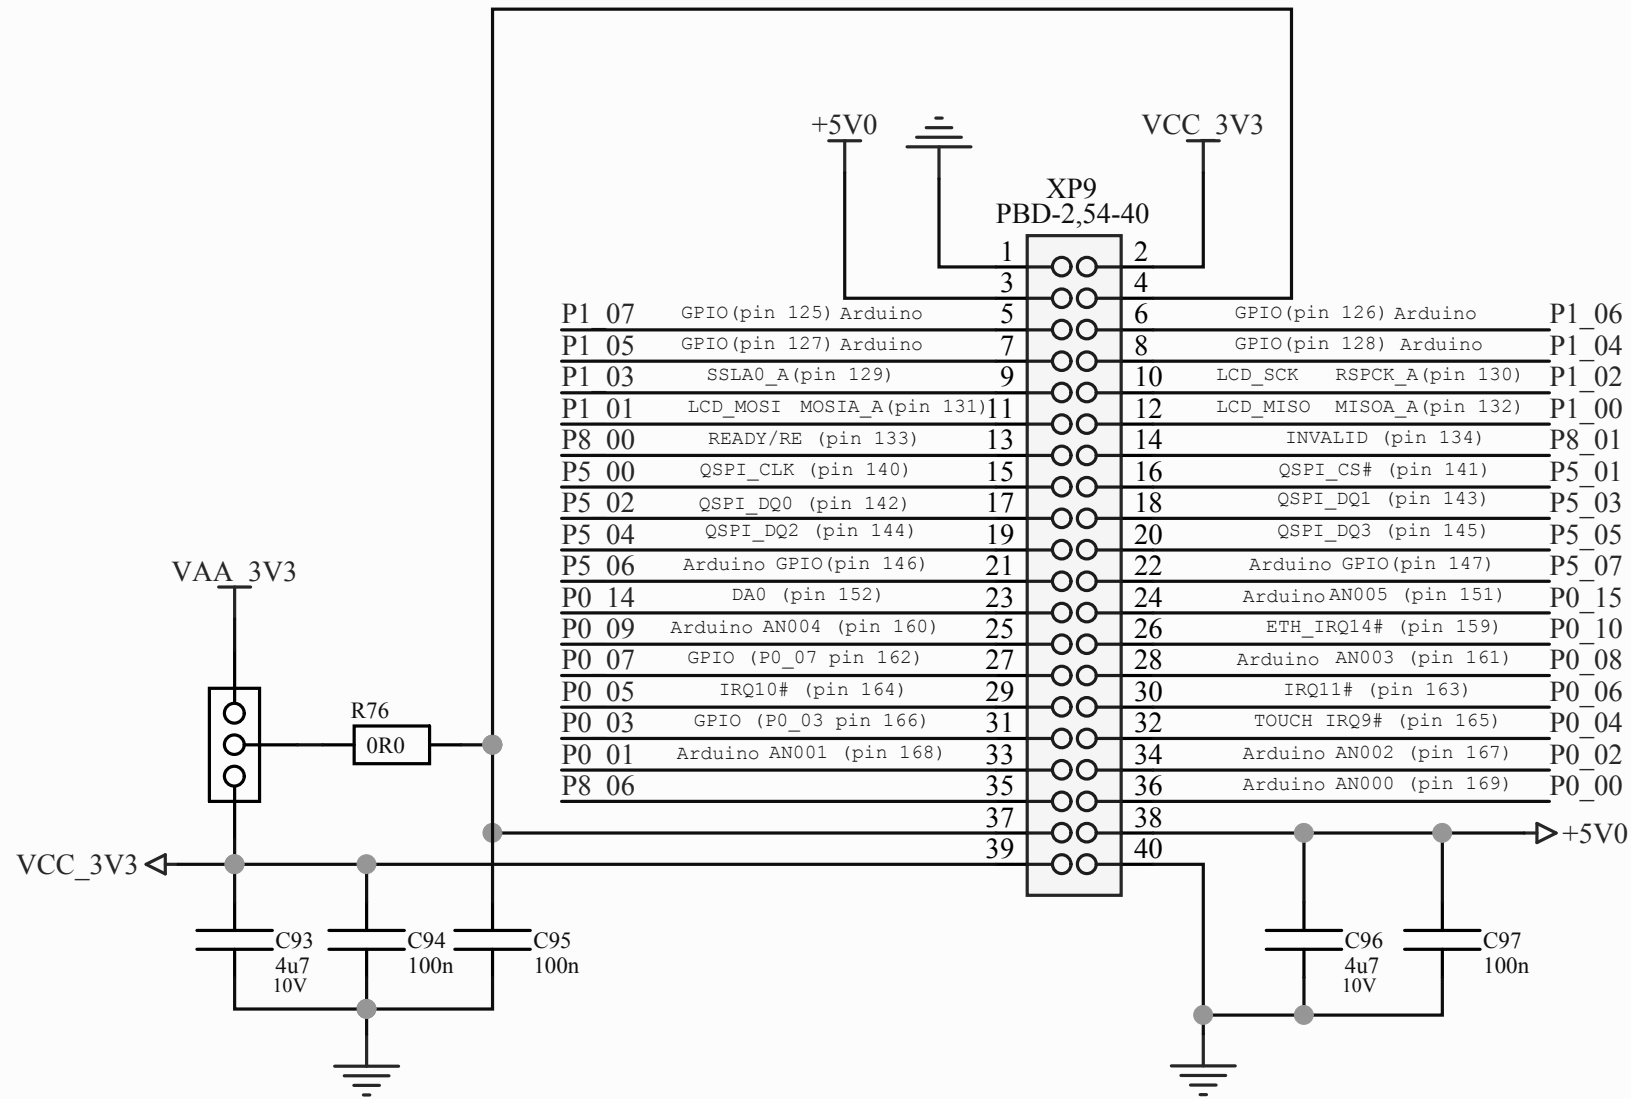 +5V0
VCC_3V3
XP9
PBD-2,54-40
1 2
3 4
P1_07 GPIO(pin 125) Arduino 5 6 GPIO(pin 126) Arduino P1_06
P1_05 GPIO(pin 127) Arduino 7 8 GPIO(pin 128) Arduino P1_04
P1_03 SSLA0_A(pin 129) 9 10 LCD_SCK RSPCK_A(pin 130) P1_02
P1_01 LCD_MOSI MOSIA_A(pin 131) 11 12 LCD_MISO MISOA_A(pin 132) P1_00
P8_00 READY/RE (pin 133) 13 14 INVALID (pin 134) P8_01
P5_00 QSPI_CLK (pin 140) 15 16 QSPI_CS# (pin 141) P5_01
P5_02 QSPI_DQ0 (pin 142) 17 18 QSPI_DQ1 (pin 143) P5_03
P5_04 QSPI_DQ2 (pin 144) 19 20 QSPI_DQ3 (pin 145) P5_05
P5_06 Arduino GPIO(pin 146) 21 22 Arduino GPIO(pin 147) P5_07
P0_14 DA0 (pin 152) 23 24 Arduino AN005 (pin 151) P0_15
P0_09 Arduino AN004 (pin 160) 25 26 ETH_IRQ14# (pin 159) P0_10
P0_07 GPIO (P0_07 pin 162) 27 28 Arduino AN003 (pin 161) P0_08
P0_05 IRQ10# (pin 164) 29 30 IRQ11# (pin 163) P0_06
P0_03 GPIO (P0_03 pin 166) 31 32 TOUCH IRQ9# (pin 165) P0_04
P0_01 Arduino AN001 (pin 168) 33 34 Arduino AN002 (pin 167) P0_02
P8_06 35 36 Arduino AN000 (pin 169) P0_00
37 38 +5V0
39 40
VAA_3V3
R76
0R0
VCC_3V3
C93
4u7
10V
C94
100n
C95
100n
C96
4u7
10V
C97
100n